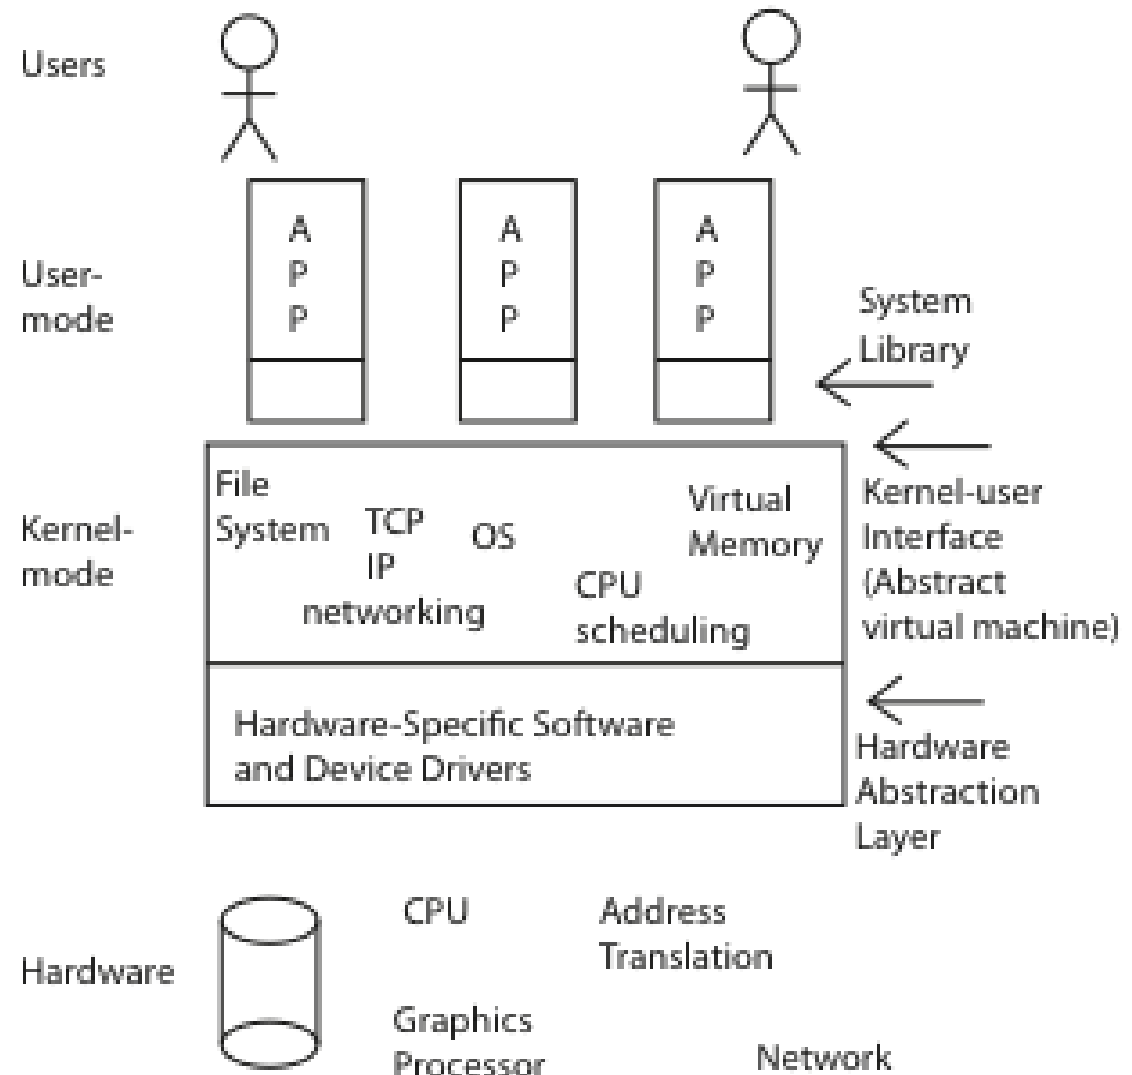 Users
A
P
P
A
P
P
A
P
P
User-
mode
System
Library
Kernel-
mode
File
System
TCP
IP
networking
OS
CPU
scheduling
Virtual
Memory
Kernel-user
Interface
(Abstract
virtual machine)
Hardware-Specific Software
and Device Drivers
Hardware
Abstraction
Layer
Hardware
CPU
Address
Translation
Graphics
Processor
Network